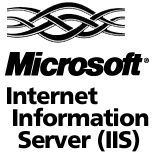 Microsoft®
Internet
Information
Server (IIS)